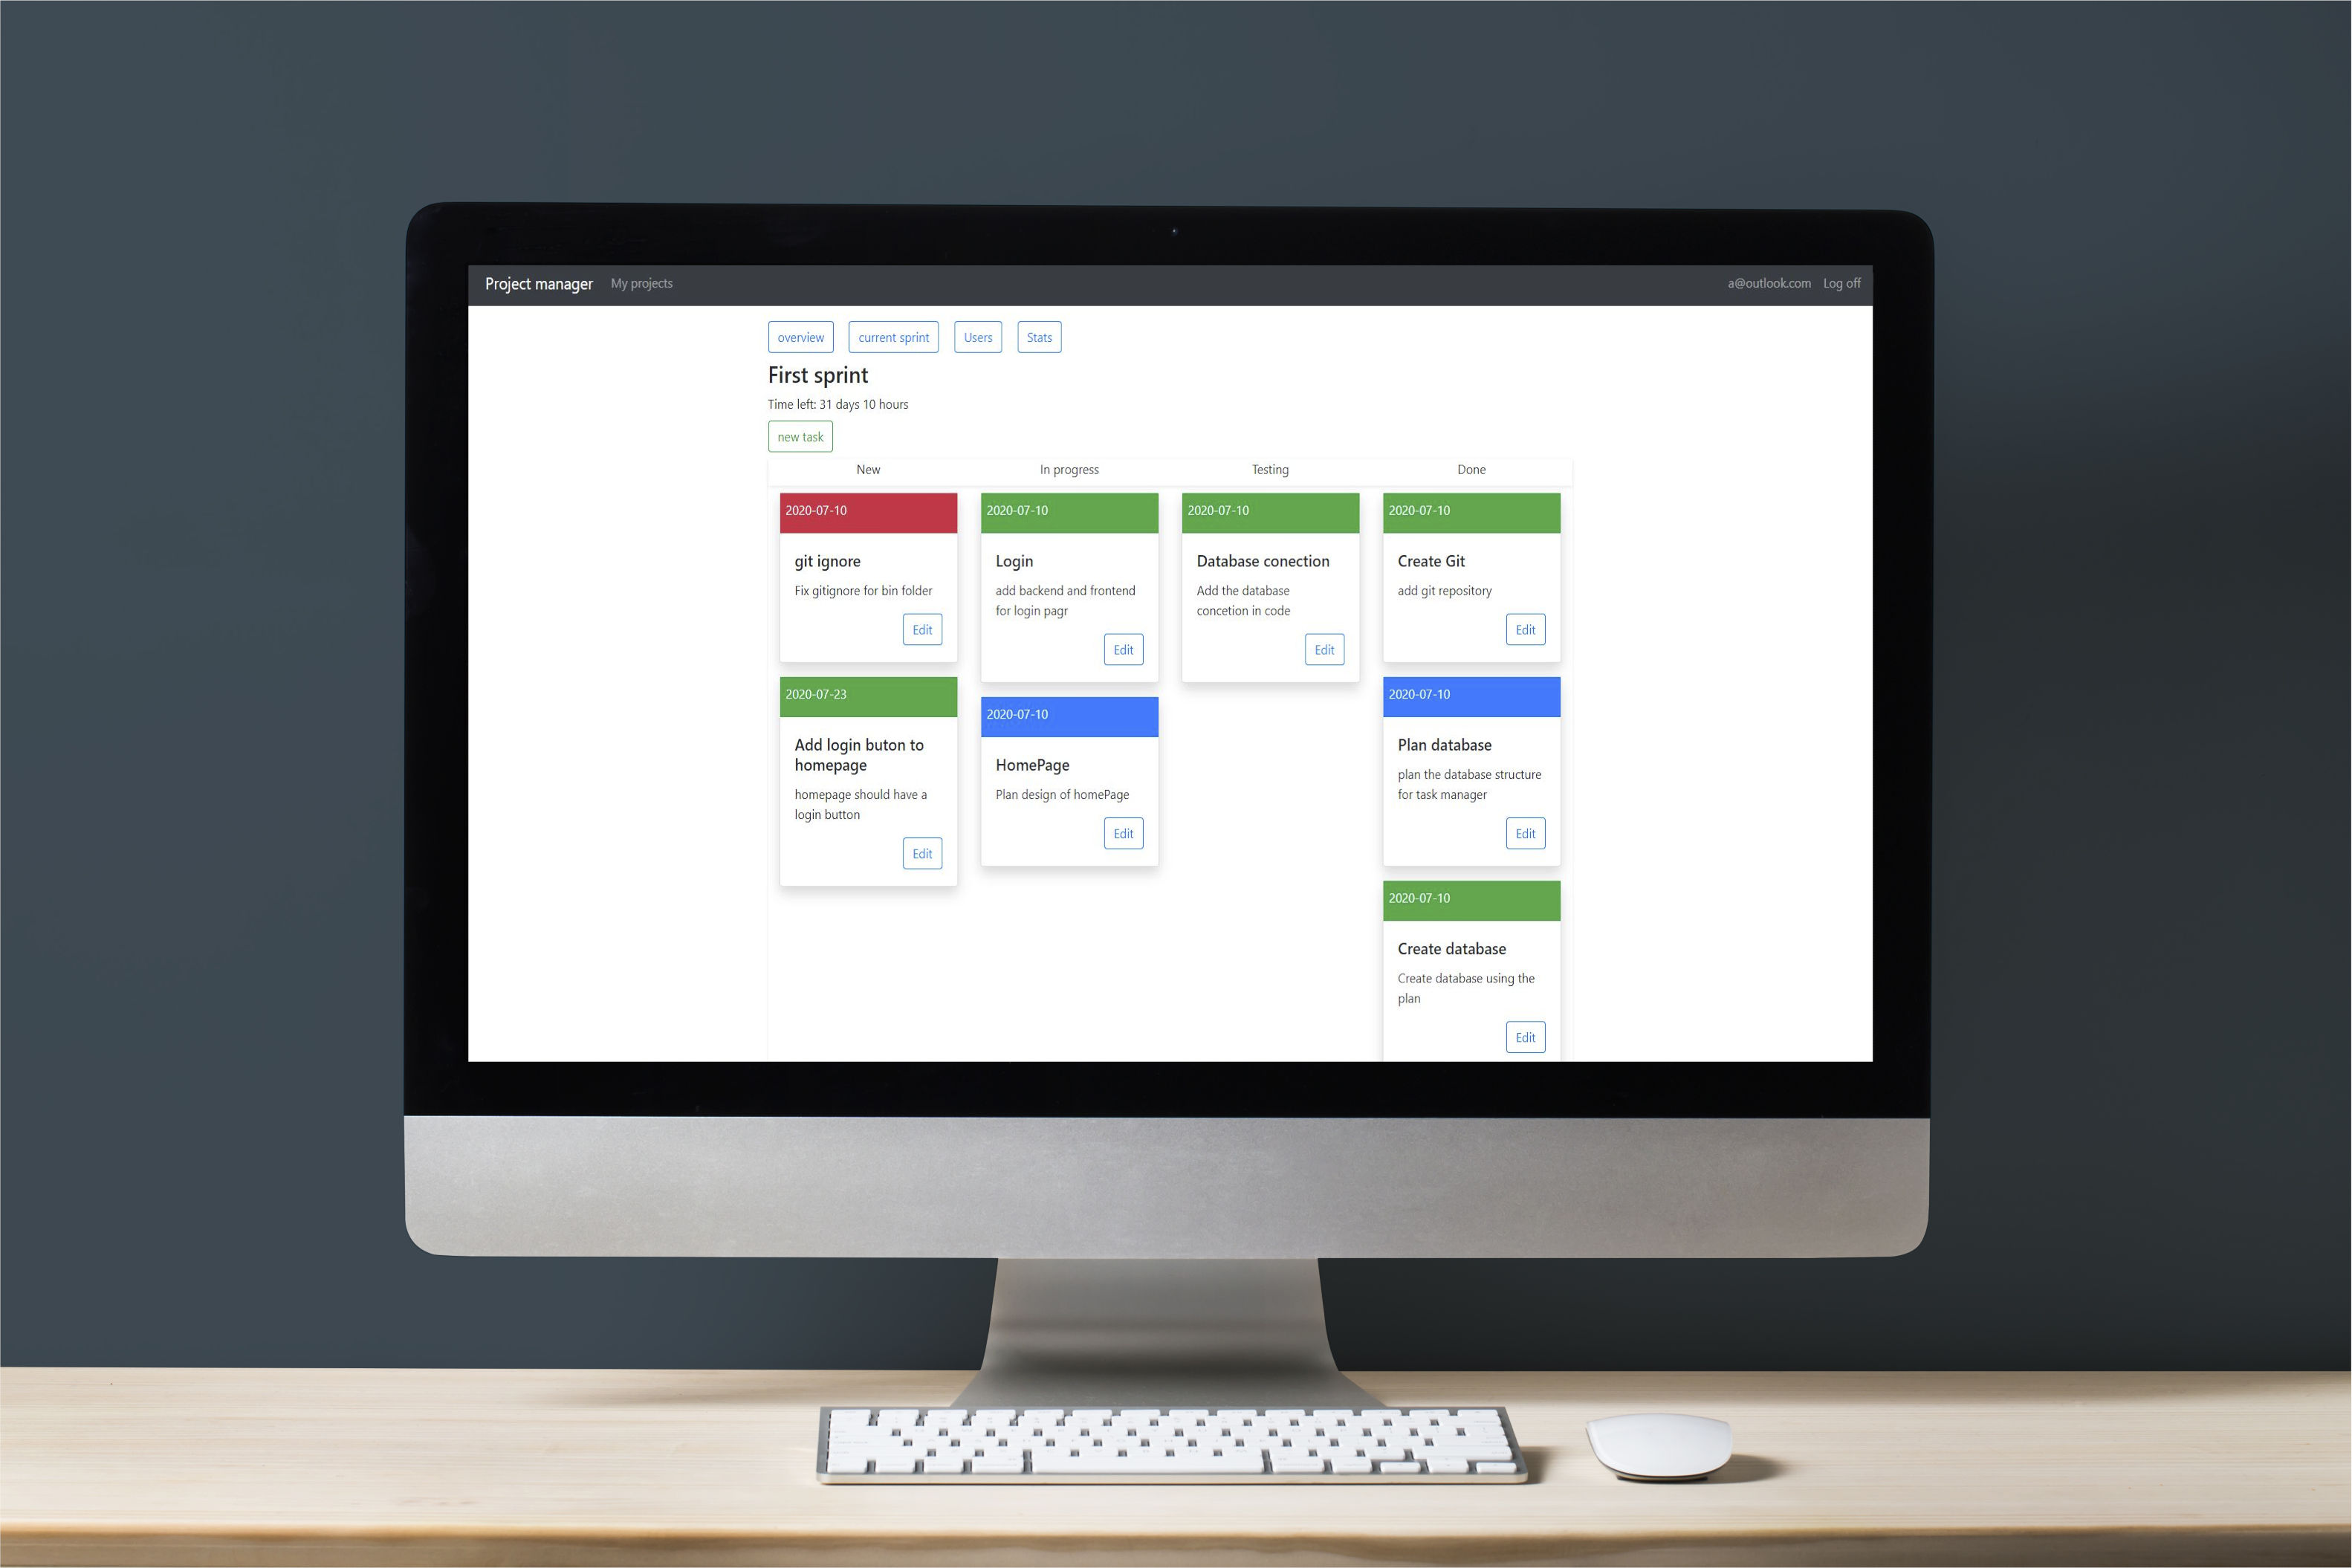 Project manager My projects a@outlook.com Log off
overview current sprint Users Stats
First sprint
Time left: 31 days 10 hours
new task
New In progress Testing Done
2020-07-10
git ignore
Fix gitignore for bin folder
Edit
2020-07-23
Add login buton to
homepage
homepage should have a
login button
Edit
2020-07-10
Login
add backend and frontend
for login pagr
Edit
2020-07-10
HomePage
Plan design of homePage
Edit
2020-07-10
Database conection
Add the database
concetion in code
Edit
2020-07-10
Create Git
add git repository
Edit
2020-07-10
Plan database
plan the database structure
for task manager
Edit
2020-07-10
Create database
Create database using the
plan
Edit